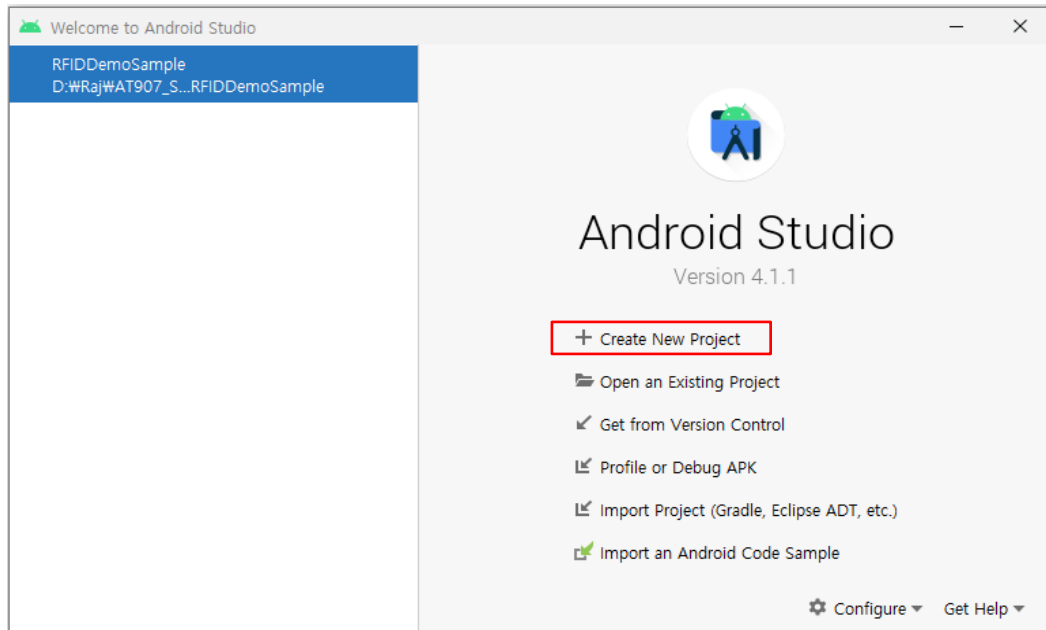 Welcome to Android Studio
RFIDDemoSample
D:₩Raj₩AT907_S...RFIDDemoSample
Android Studio
Version 4.1.1
Create New Project
Open an Existing Project
Get from Version Control
Profile or Debug APK
Import Project (Gradle, Eclipse ADT, etc.)
Import an Android Code Sample
Configure Get Help